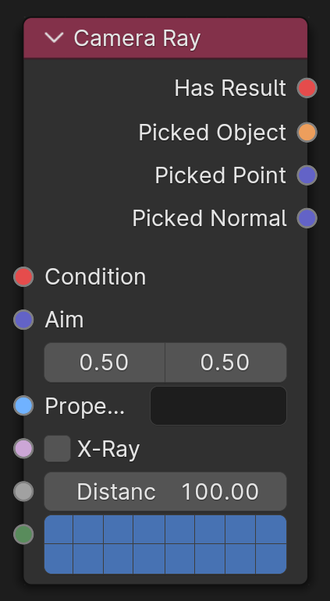 Camera Ray
Has Result
Picked Object
Picked Point
Picked Normal
Condition
Aim
0.50 0.50
Prope...
X-Ray
Distanc 100.00